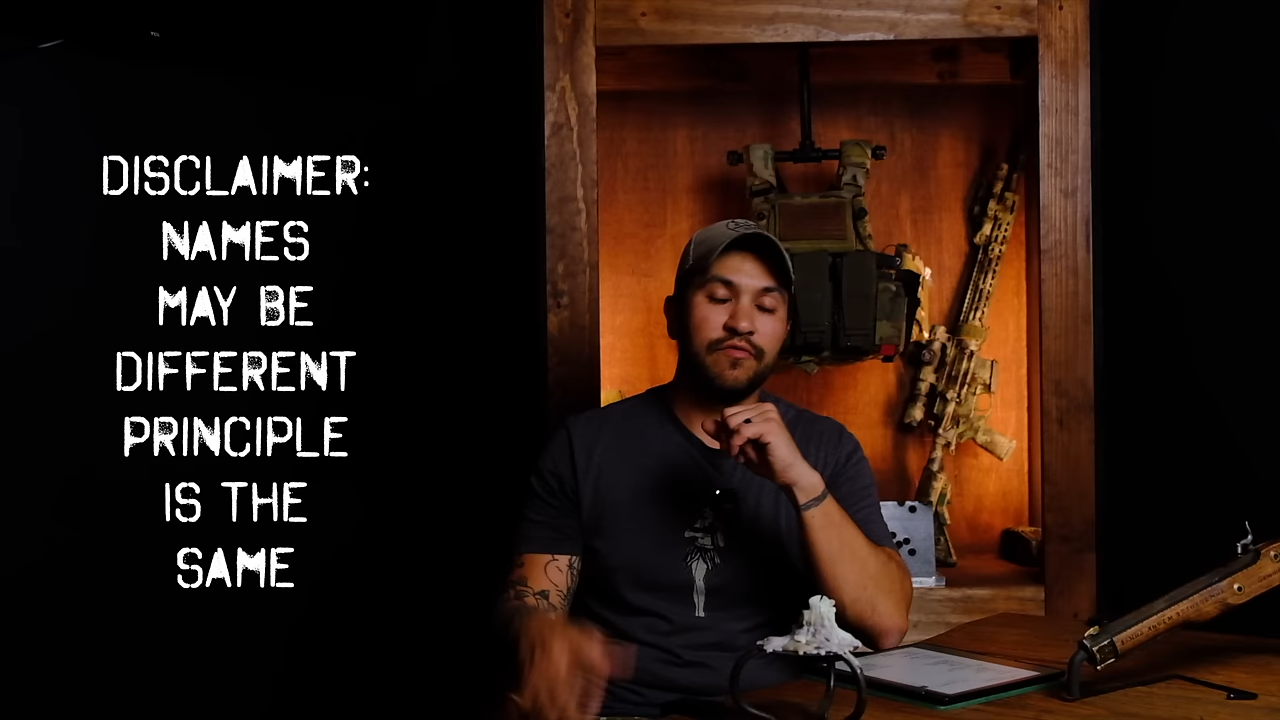 DISCLAIMER:
NAMES
MAY BE
DIFFERENT
PRINCIPLE
IS THE
SAME